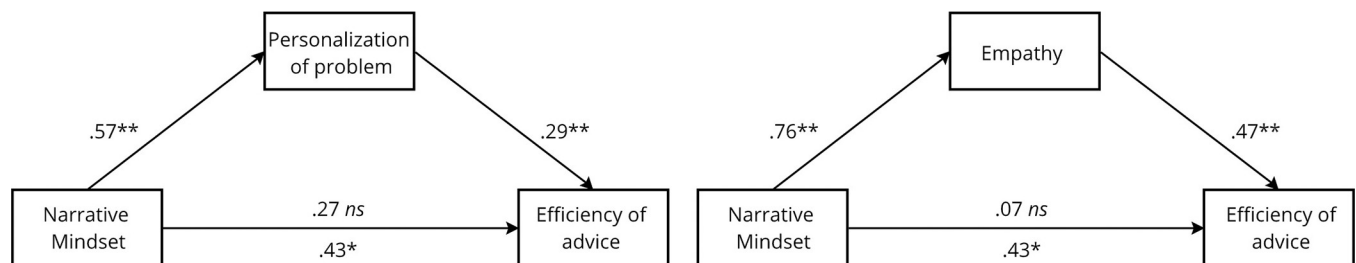 Personalization
of problem
.57**
.29**
Narrative
Mindset
.27 ns
.43*
Efficiency of
advice
Empathy
.76**
.47**
Narrative
Mindset
.07 ns
.43*
Efficiency of
advice